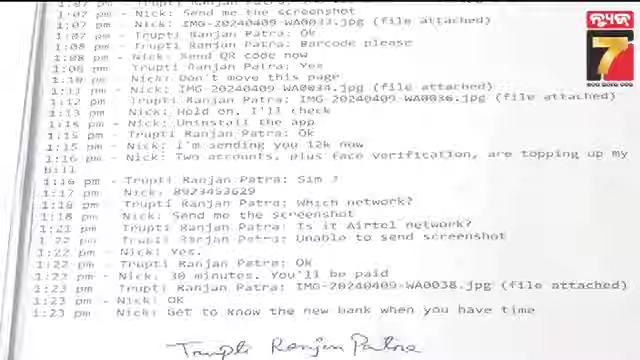 1:07 pm - Nick: Send me the screenshot
1:07 pm - Nick: IMG-20240409-WA0033.jpg (file attached)
1:07 pm - Trupti Ranjan Patra: Ok
1:08 pm - Trupti Ranjan Patra: Barcode please
1:08 pm - Nick: Send QR code now
1:08 pm - Trupti Ranjan Patra: Yes
1:10 pm - Nick: Don't move this page
1:11 pm - Nick: IMG-20240409-WA0034.jpg (file attached)
1:12 pm - Trupti Ranjan Patra: IMG-20240409-WA0036.jpg (file attached)
1:13 pm - Nick: Hold on, I'll check
1:15 pm - Nick: Uninstall the app
1:15 pm - Trupti Ranjan Patra: Ok
1:15 pm - Nick: I'm sending you 12k now
1:16 pm - Nick: Two accounts, plus face verification, are topping up my
bill
1:16 pm - Trupti Ranjan Patra: Sim ?
1:17 pm - Nick: 8923453629
1:18 pm - Trupti Ranjan Patra: Which network?
1:18 pm - Nick: Send me the screenshot
1:21 pm - Trupti Ranjan Patra: Is it Airtel network?
1:22 pm - Trupti Ranjan Patra: Unable to send screenshot
1:22 pm - Nick: Yes.
1:22 pm - Trupti Ranjan Patra: Ok
1:22 pm - Nick: 30 minutes. You'll be paid
1:23 pm - Trupti Ranjan Patra: IMG-20240409-WA0038.jpg (file attached)
1:23 pm - Nick: OK
1:23 pm - Nick: Get to know the new bank when you have time
Trupti Ranjan Patra
ନ୍ୟୁଜ୍
7